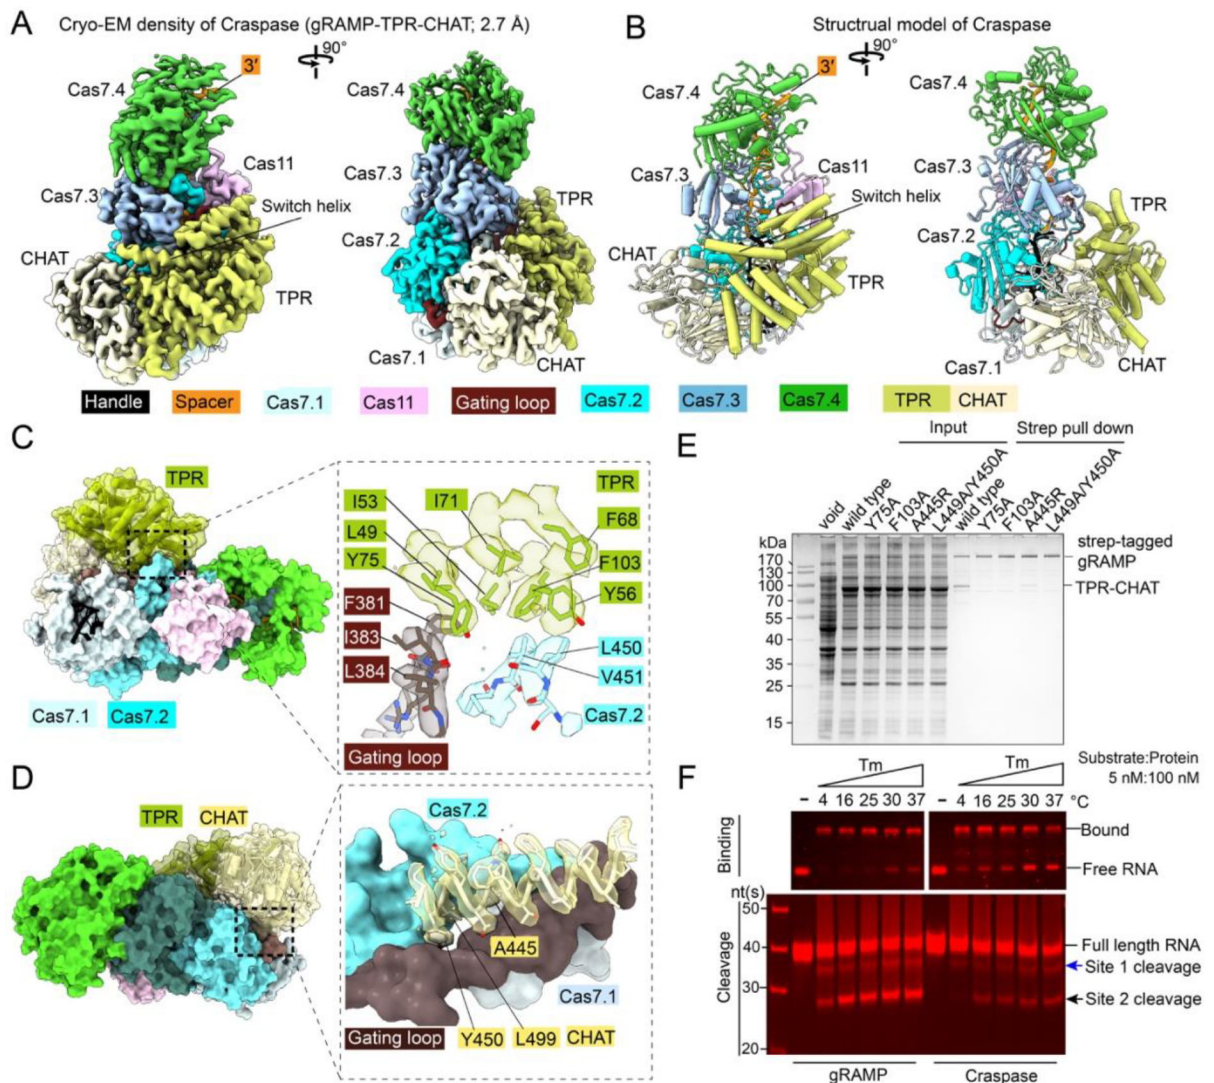 A
Cryo-EM density of Craspase (gRAMP-TPR-CHAT; 2.7 Å)
90°
3′
Cas7.4
Cas11
Cas7.3
Switch helix
CHAT
TPR
Cas7.4
Cas7.3
TPR
Cas7.2
Cas7.1
CHAT
B
Structrual model of Craspase
90°
3′
Cas7.4
Cas11
Cas7.3
Switch helix
CHAT
TPR
Cas7.4
Cas7.3
TPR
Cas7.2
Cas7.1
CHAT
Handle Spacer Cas7.1 Cas11 Gating loop Cas7.2 Cas7.3 Cas7.4 TPR CHAT
C
TPR
Cas7.1 Cas7.2
TPR
I53
I71
L49
F68
Y75
F103
F381
Y56
I383
L450
L384
V451
Cas7.2
Gating loop
D
TPR CHAT
Cas7.2
A445
Cas7.1
Gating loop
Y450 L499 CHAT
E
Input Strep pull down
void
wild type
Y75A
F103A
A445R
L449A/Y450A
wild type
Y75A
F103A
A445R
L449A/Y450A
kDa
170
130
100
70
55
40
35
25
15
strep-tagged
gRAMP
TPR-CHAT
F
Substrate:Protein
5 nM:100 nM
Tm Tm
– 4 16 25 30 37 – 4 16 25 30 37 °C
Binding
Bound
Free RNA
nt(s)
50
40
30
20
Cleavage
Full length RNA
Site 1 cleavage
Site 2 cleavage
gRAMP Craspase